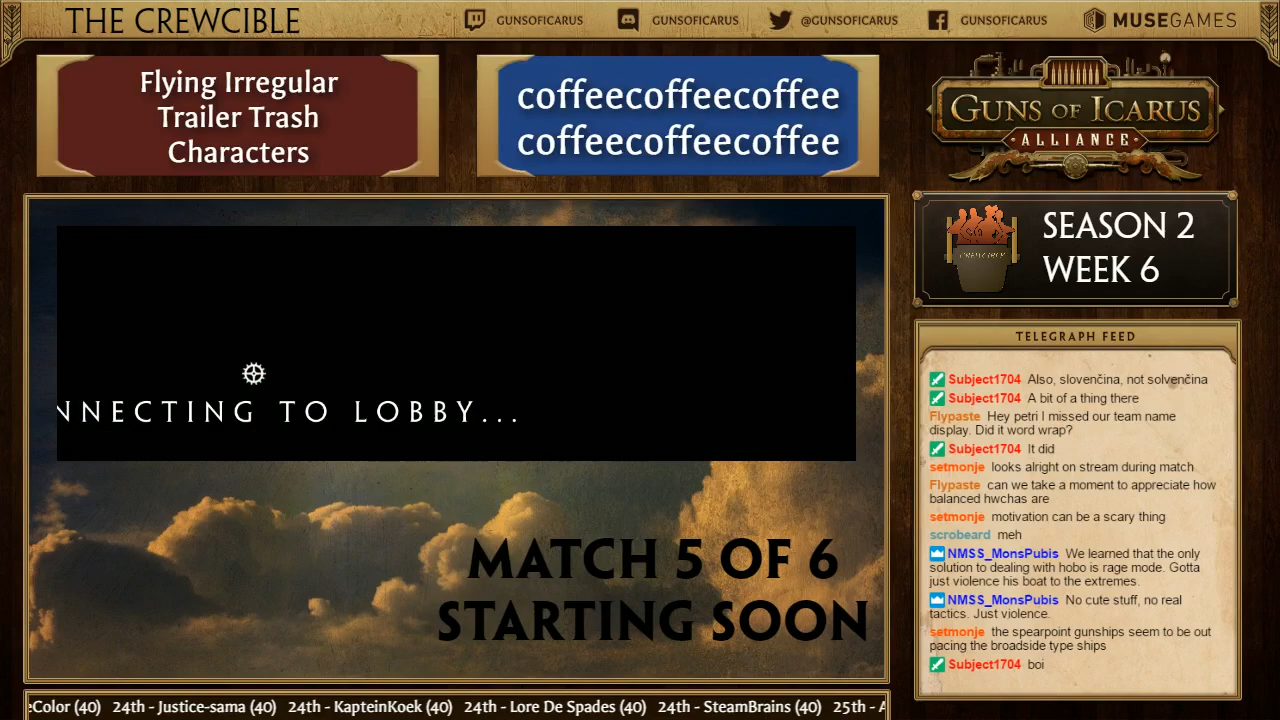 THE CREWCIBLE
GUNSOFICARUS
GUNSOFICARUS
@GUNSOFICARUS
GUNSOFICARUS
MUSEGAMES
Flying Irregular
Trailer Trash
Characters
coffeecoffeecoffee
coffeecoffeecoffee
GUNS OF ICARUS
ALLIANCE
CREWCIBLE
SEASON 2
WEEK 6
NNECTING TO LOBBY...
MATCH 5 OF 6
STARTING SOON
TELEGRAPH FEED
Subject1704 Also, slovenčina, not solvenčina
Subject1704 A bit of a thing there
Flypaste Hey petri I missed our team name
display. Did it word wrap?
Subject1704 It did
setmonje looks alright on stream during match
Flypaste can we take a moment to appreciate how
balanced hwchas are
setmonje motivation can be a scary thing
scrobeard meh
NMSS_MonsPubis We learned that the only
solution to dealing with hobo is rage mode. Gotta
just violence his boat to the extremes.
NMSS_MonsPubis No cute stuff, no real
tactics. Just violence.
setmonje the spearpoint gunships seem to be out
pacing the broadside type ships
Subject1704 boi
eColor (40) 24th - Justice-sama (40) 24th - KapteinKoek (40) 24th - Lore De Spades (40) 24th - SteamBrains (40) 25th - A